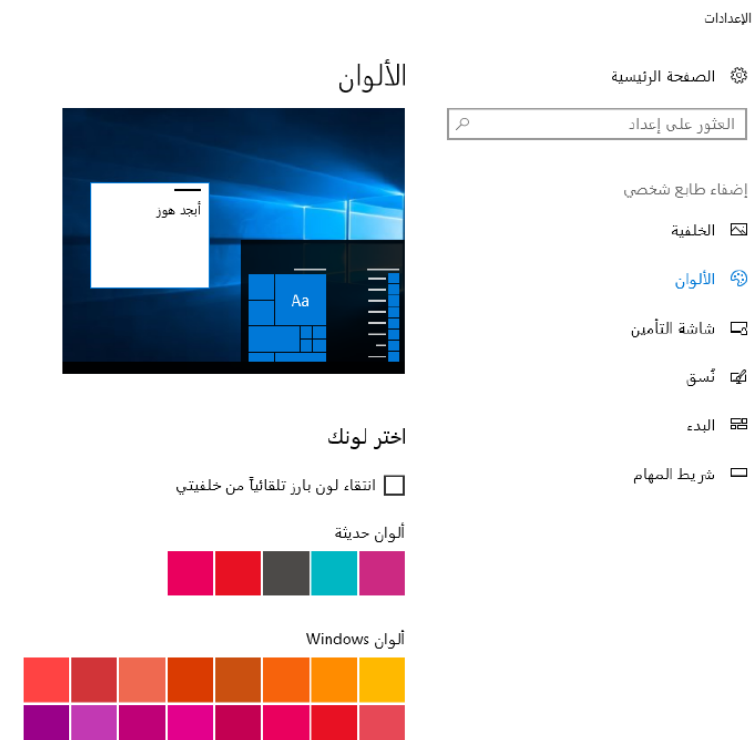 الإعدادات
الصفحة الرئيسية
العثور على إعداد
إضفاء طابع شخصي
الخلفية
الألوان
شاشة التأمين
نُسق
البدء
شريط المهام
الألوان
أبجد هوز
Aa
اختر لونك
انتقاء لون بارز تلقائياً من خلفيتي
ألوان حديثة
ألوان Windows